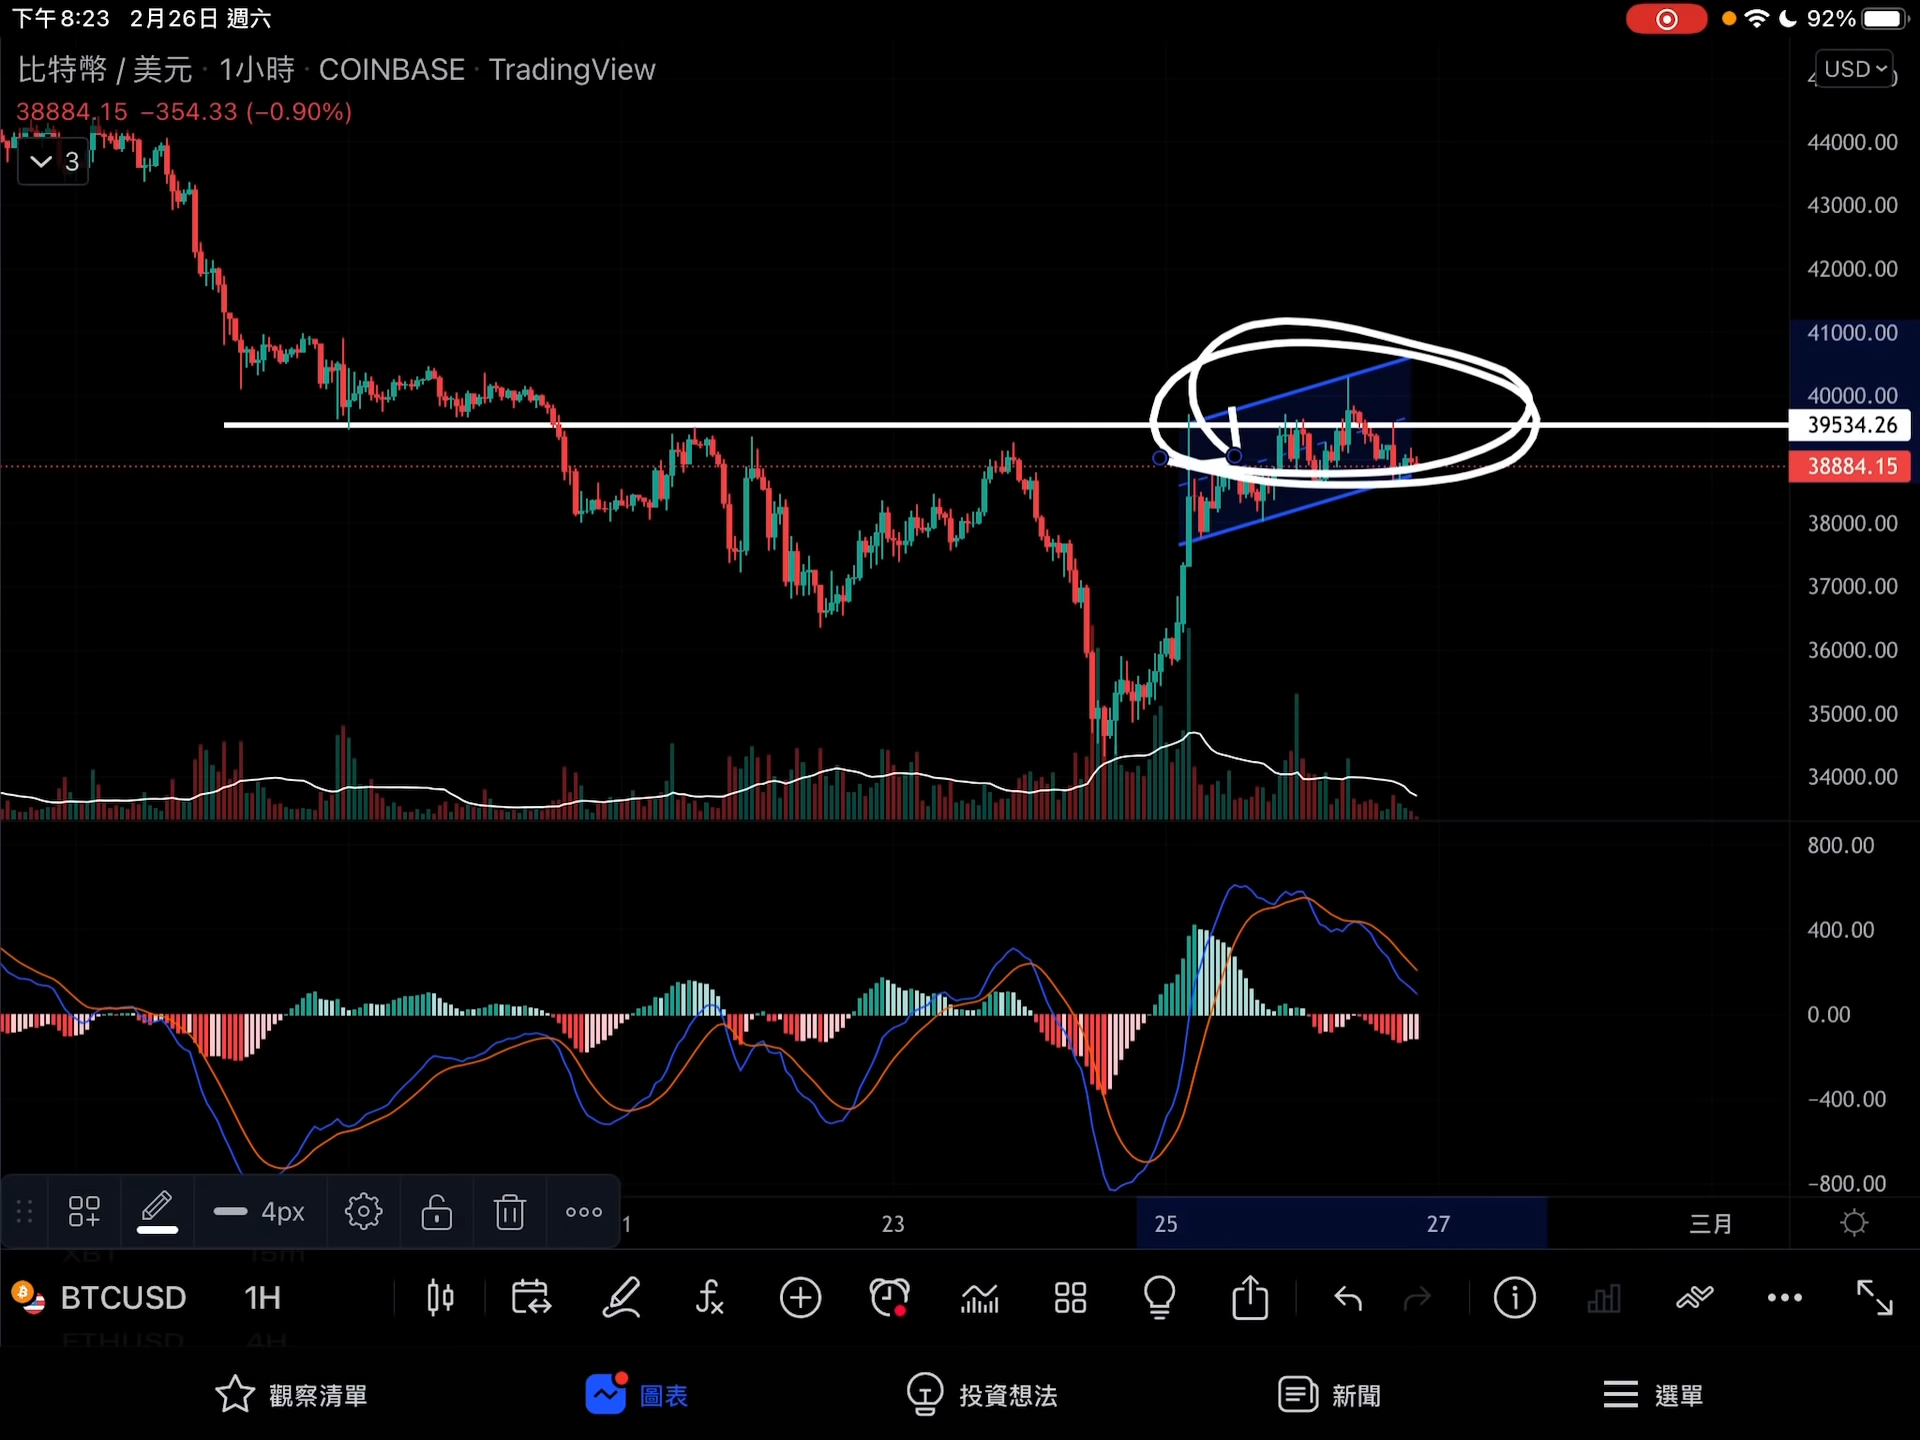 下午8:23 2月26日 週六
92%
比特幣 / 美元 · 1小時 · COINBASE · TradingView
USD
38884.15 −354.33 (−0.90%)
3
44000.00
43000.00
42000.00
41000.00
40000.00
39534.26
38884.15
38000.00
37000.00
36000.00
35000.00
34000.00
800.00
400.00
0.00
−400.00
−800.00
4px
1 23 25 27 三月
XBT 15m
BTCUSD 1H
ETHUSD 4H
觀察清單 圖表 投資想法 新聞 選單